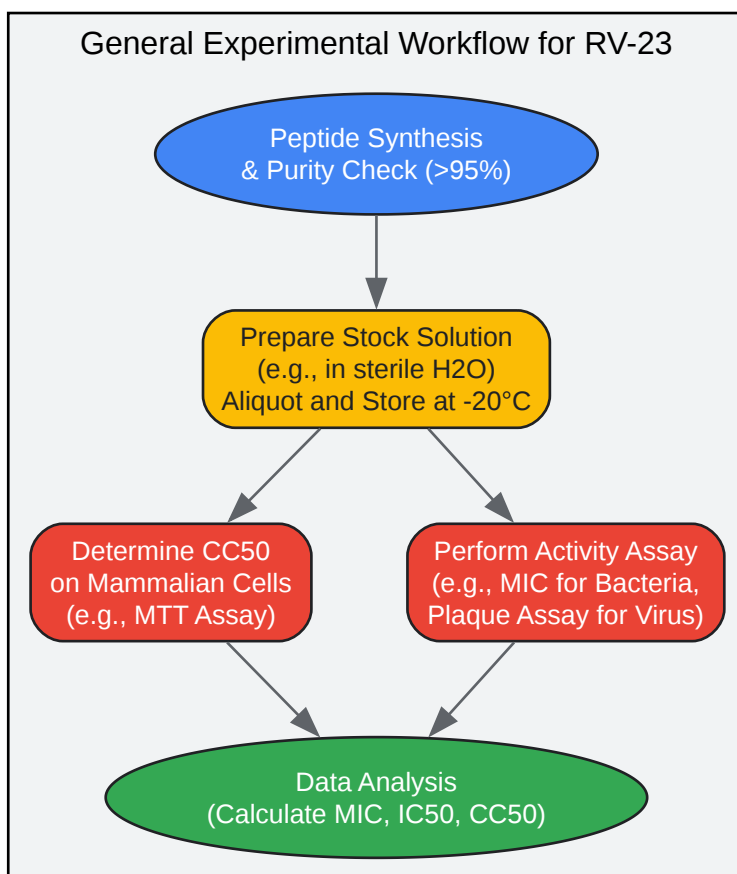 General Experimental Workflow for RV-23
Peptide Synthesis
& Purity Check (>95%)
Prepare Stock Solution
(e.g., in sterile H2O)
Aliquot and Store at -20°C
Determine CC50
on Mammalian Cells
(e.g., MTT Assay)
Perform Activity Assay
(e.g., MIC for Bacteria,
Plaque Assay for Virus)
Data Analysis
(Calculate MIC, IC50, CC50)